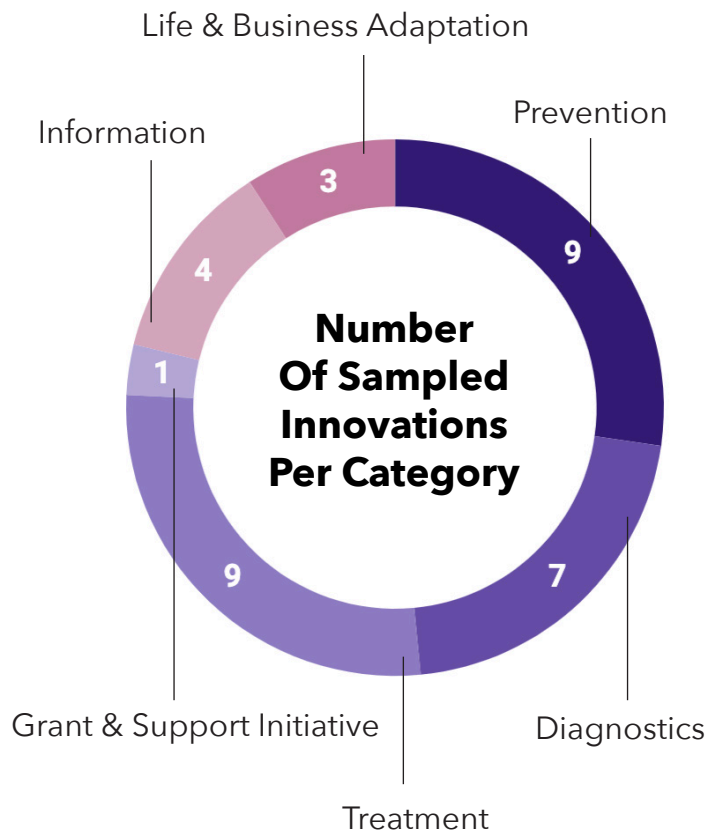 Life & Business Adaptation
Prevention
Information
3
9
4
Number
Of Sampled
Innovations
Per Category
1
9
7
Grant & Support Initiative
Diagnostics
Treatment